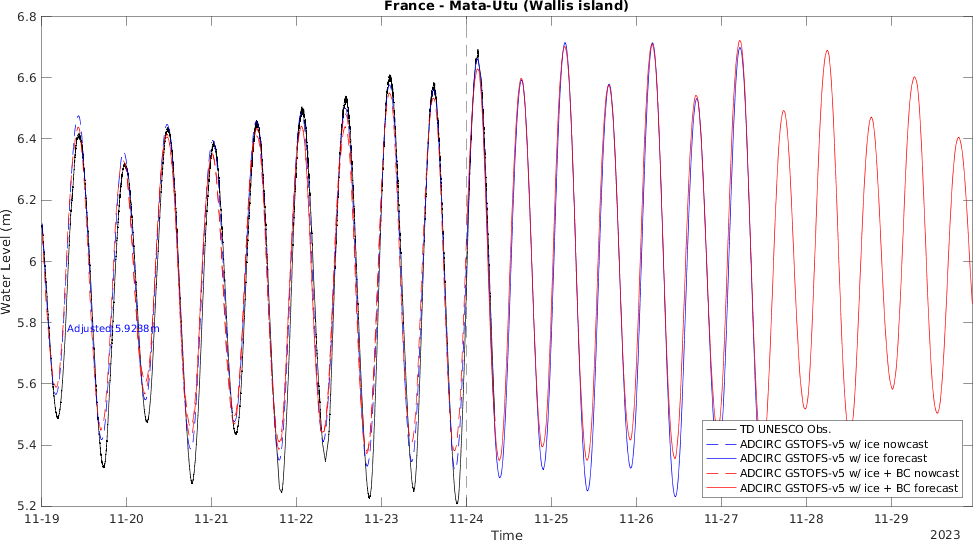 France - Mata-Utu (Wallis island)
6.8
6.6
6.4
6.2
6
5.8
5.6
5.4
5.2
Water Level (m)
Adjusted 5.9288m
TD UNESCO Obs.
ADCIRC GSTOFS-v5 w/ ice nowcast
ADCIRC GSTOFS-v5 w/ ice forecast
ADCIRC GSTOFS-v5 w/ ice + BC nowcast
ADCIRC GSTOFS-v5 w/ ice + BC forecast
11-19 11-20 11-21 11-22 11-23 11-24 11-25 11-26 11-27 11-28 11-29
Time
2023